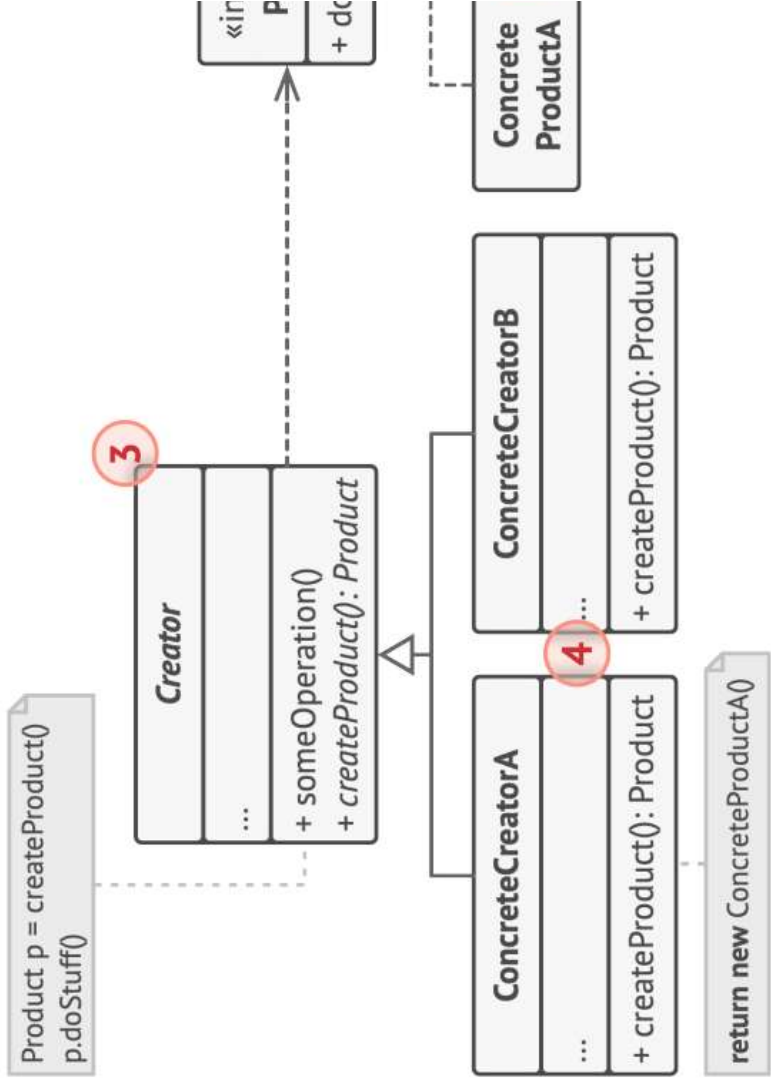 Product p = createProduct()
p.doStuff()
3
Creator
...
+ someOperation()
+ createProduct(): Product
4
ConcreteCreatorA
...
+ createProduct(): Product
ConcreteCreatorB
...
+ createProduct(): Product
return new ConcreteProductA()
«in
P
+ do
Concrete
ProductA